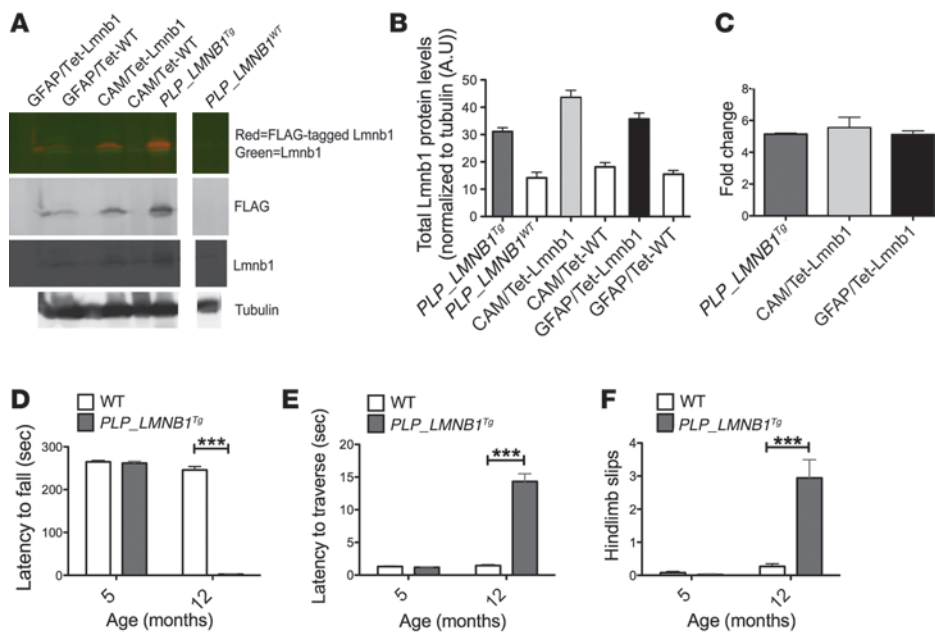 A
GFAP/Tet-Lmnb1
GFAP/Tet-WT
CAM/Tet-Lmnb1
CAM/Tet-WT
PLP_LMNB1Tg
PLP_LMNB1WT
Red=FLAG-tagged Lmnb1
Green=Lmnb1
FLAG
Lmnb1
Tubulin
B
Total Lmnb1 protein levels
(normalized to tubulin (A.U)
50
40
30
20
10
0
PLP_LMNB1Tg
PLP_LMNB1WT
CAM/Tet-Lmnb1
CAM/Tet-WT
GFAP/Tet-Lmnb1
GFAP/Tet-WT
C
Fold change
8
6
4
2
0
PLP_LMNB1Tg
CAM/Tet-Lmnb1
GFAP/Tet-Lmnb1
D
WT
PLP_LMNB1Tg
Latency to fall (sec)
300
200
100
0
***
5
12
Age (months)
E
WT
PLP_LMNB1Tg
Latency to traverse (sec)
20
15
10
5
0
***
5
12
Age (months)
F
WT
PLP_LMNB1Tg
Hindlimb slips
4
3
2
1
0
***
5
12
Age (months)